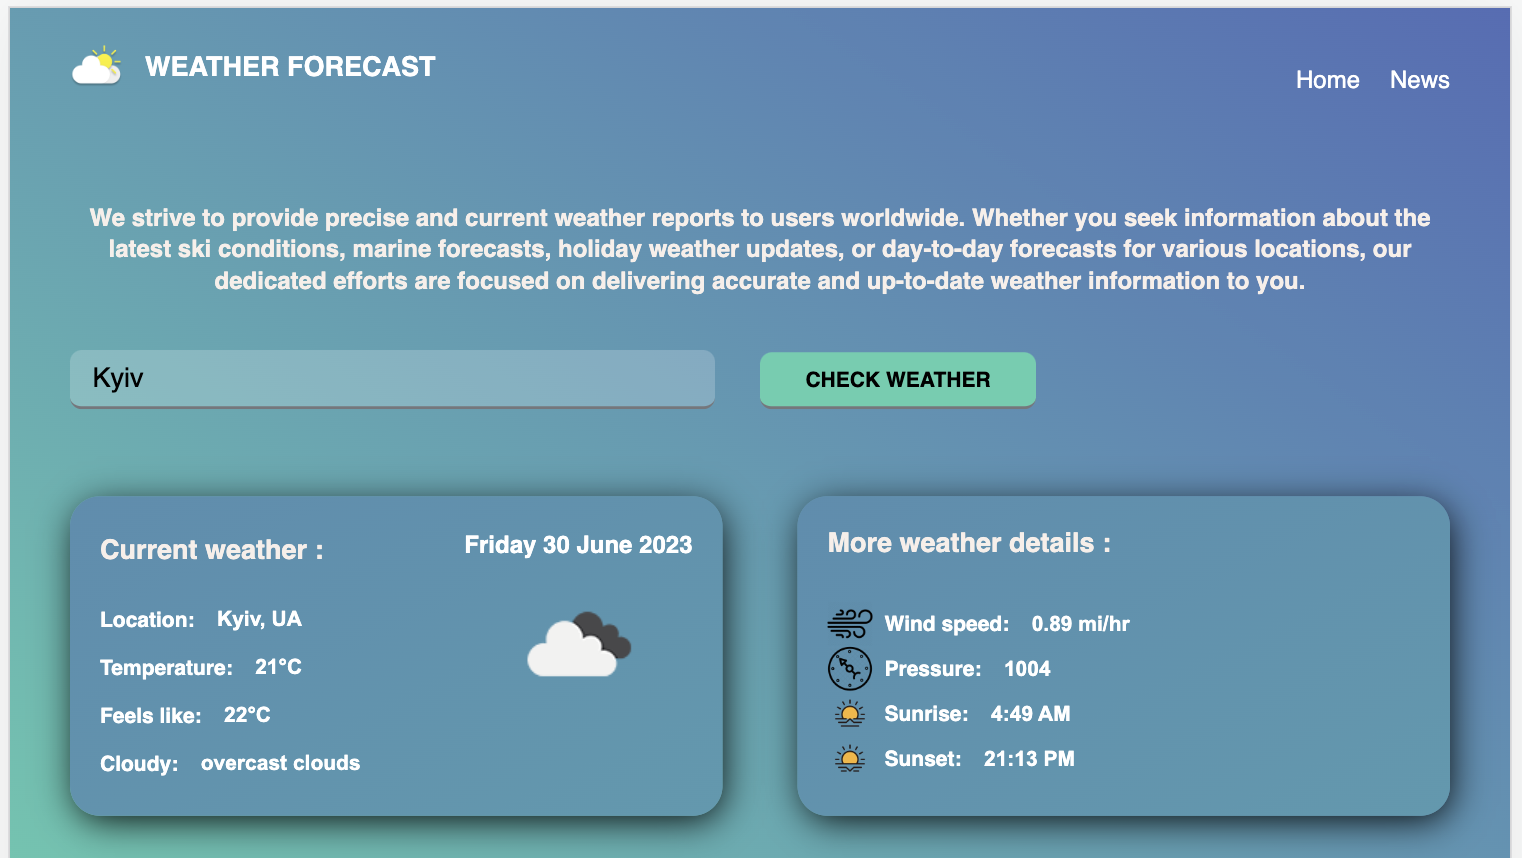 WEATHER FORECAST
Home News
We strive to provide precise and current weather reports to users worldwide. Whether you seek information about the
latest ski conditions, marine forecasts, holiday weather updates, or day-to-day forecasts for various locations, our
dedicated efforts are focused on delivering accurate and up-to-date weather information to you.
Kyiv
CHECK WEATHER
Current weather :
Friday 30 June 2023
Location: Kyiv, UA
Temperature: 21°C
Feels like: 22°C
Cloudy: overcast clouds
More weather details :
Wind speed: 0.89 mi/hr
Pressure: 1004
Sunrise: 4:49 AM
Sunset: 21:13 PM